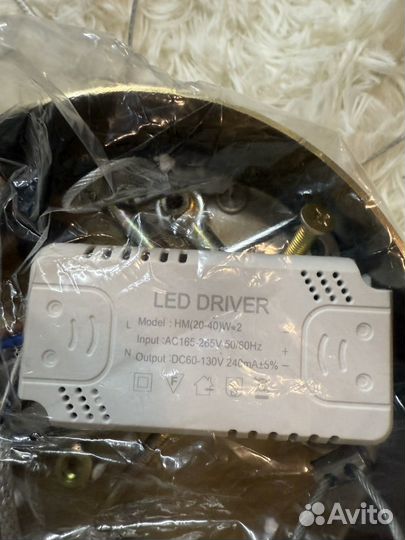 LED DRIVER
L Model : HM(20-40)W×2
Input :AC165-265V 50/60Hz +
N Output :DC60-130V 240mA±5% −
F
Avito